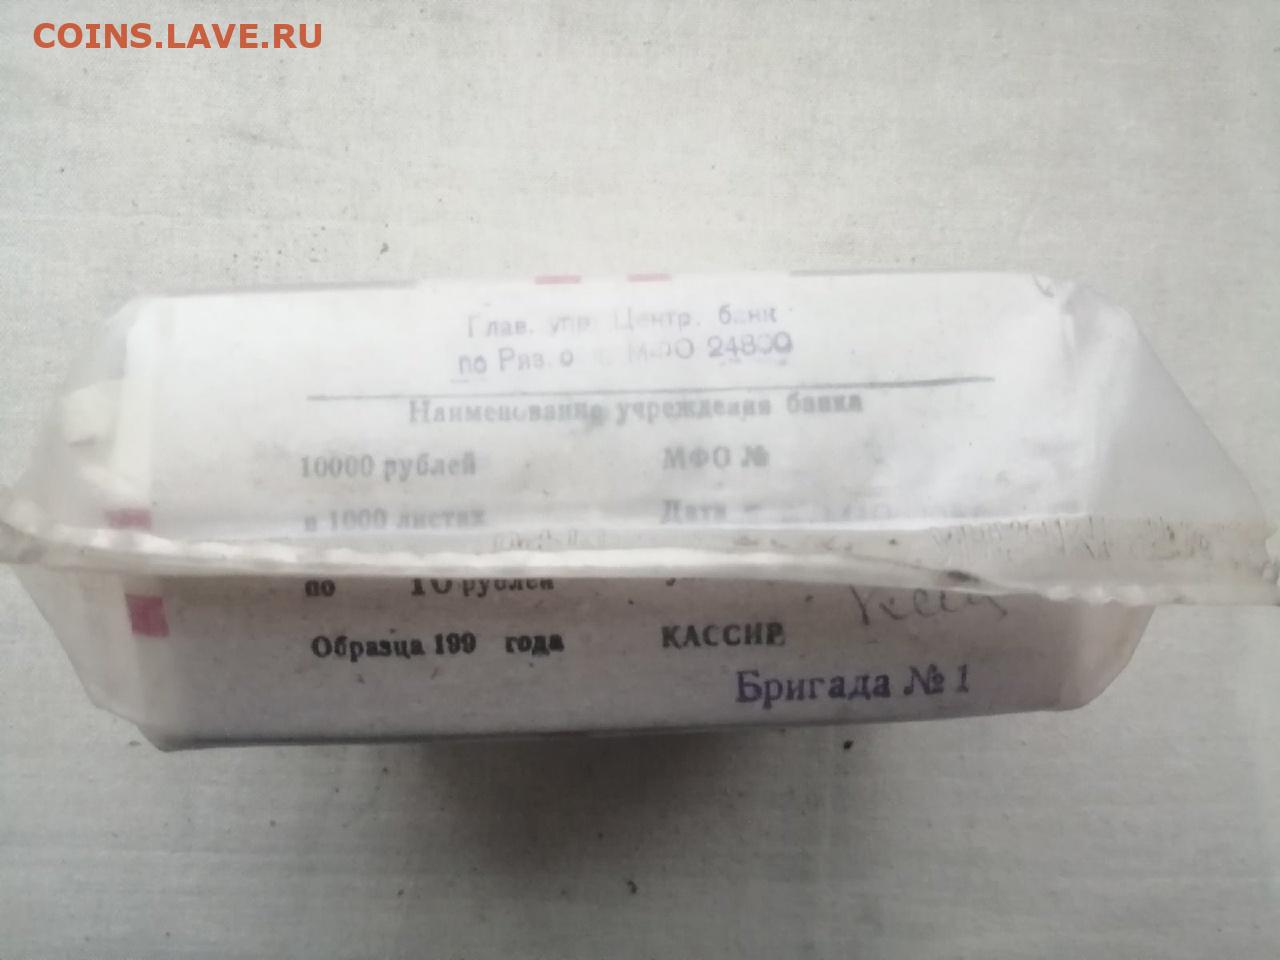 COINS.LAVE.RU
Глав. упр. Центр. банк
по Ряз. о МФО 24800
Наименование учреждения банка
10000 рублей МФО №
в 1000 листах Дата
по 10 рублей
Образца 199 года КАССИР
Бригада № 1